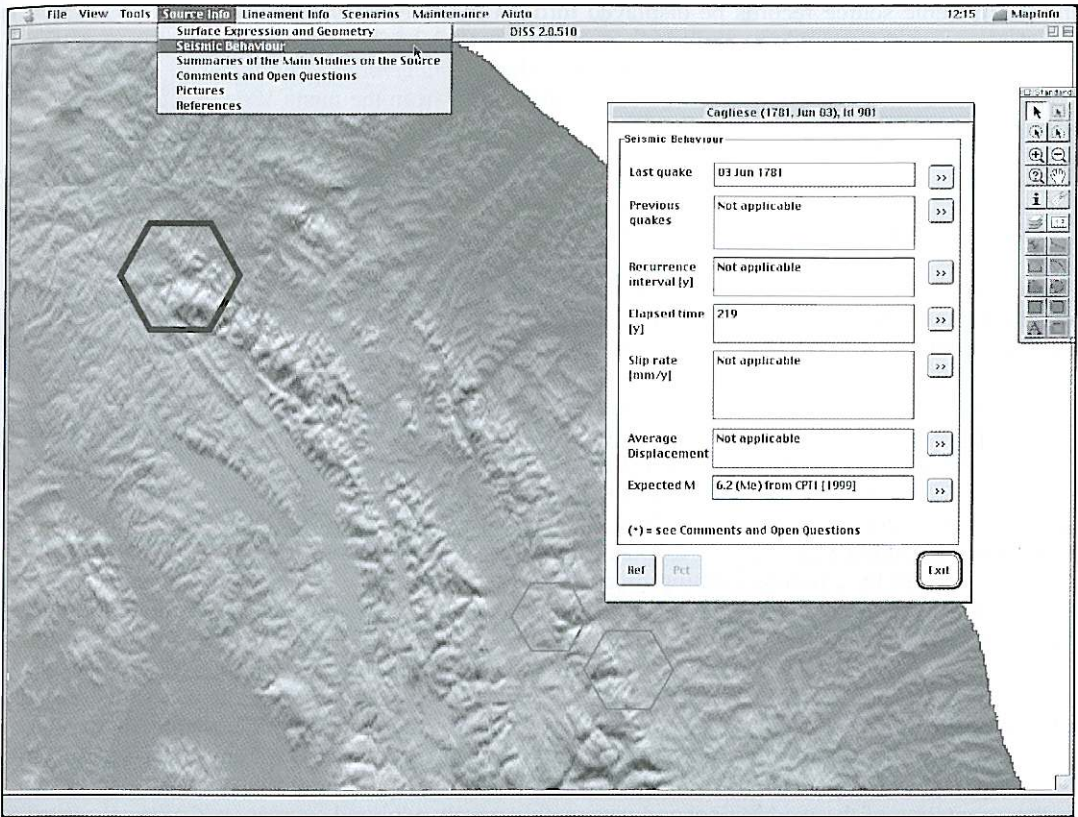 File View Tools Source Info Lineament Info Scenarios Maintenance Aiuto 12:15 MapInfo
DISS 2.0.510
Surface Expression and Geometry
Seismic Behaviour
Summaries of the Main Studies on the Source
Comments and Open Questions
Pictures
References
Standard
Cagliese (1781, Jun 03), Id 901
Seismic Behaviour
Last quake 03 Jun 1781 >>
Previous quakes Not applicable >>
Recurrence interval [y] Not applicable >>
Elapsed time [y] 219 >>
Slip rate [mm/y] Not applicable >>
Average Displacement Not applicable >>
Expected M 6.2 (Me) from CPTI [1999] >>
(*) = see Comments and Open Questions
Ref Pct Exit